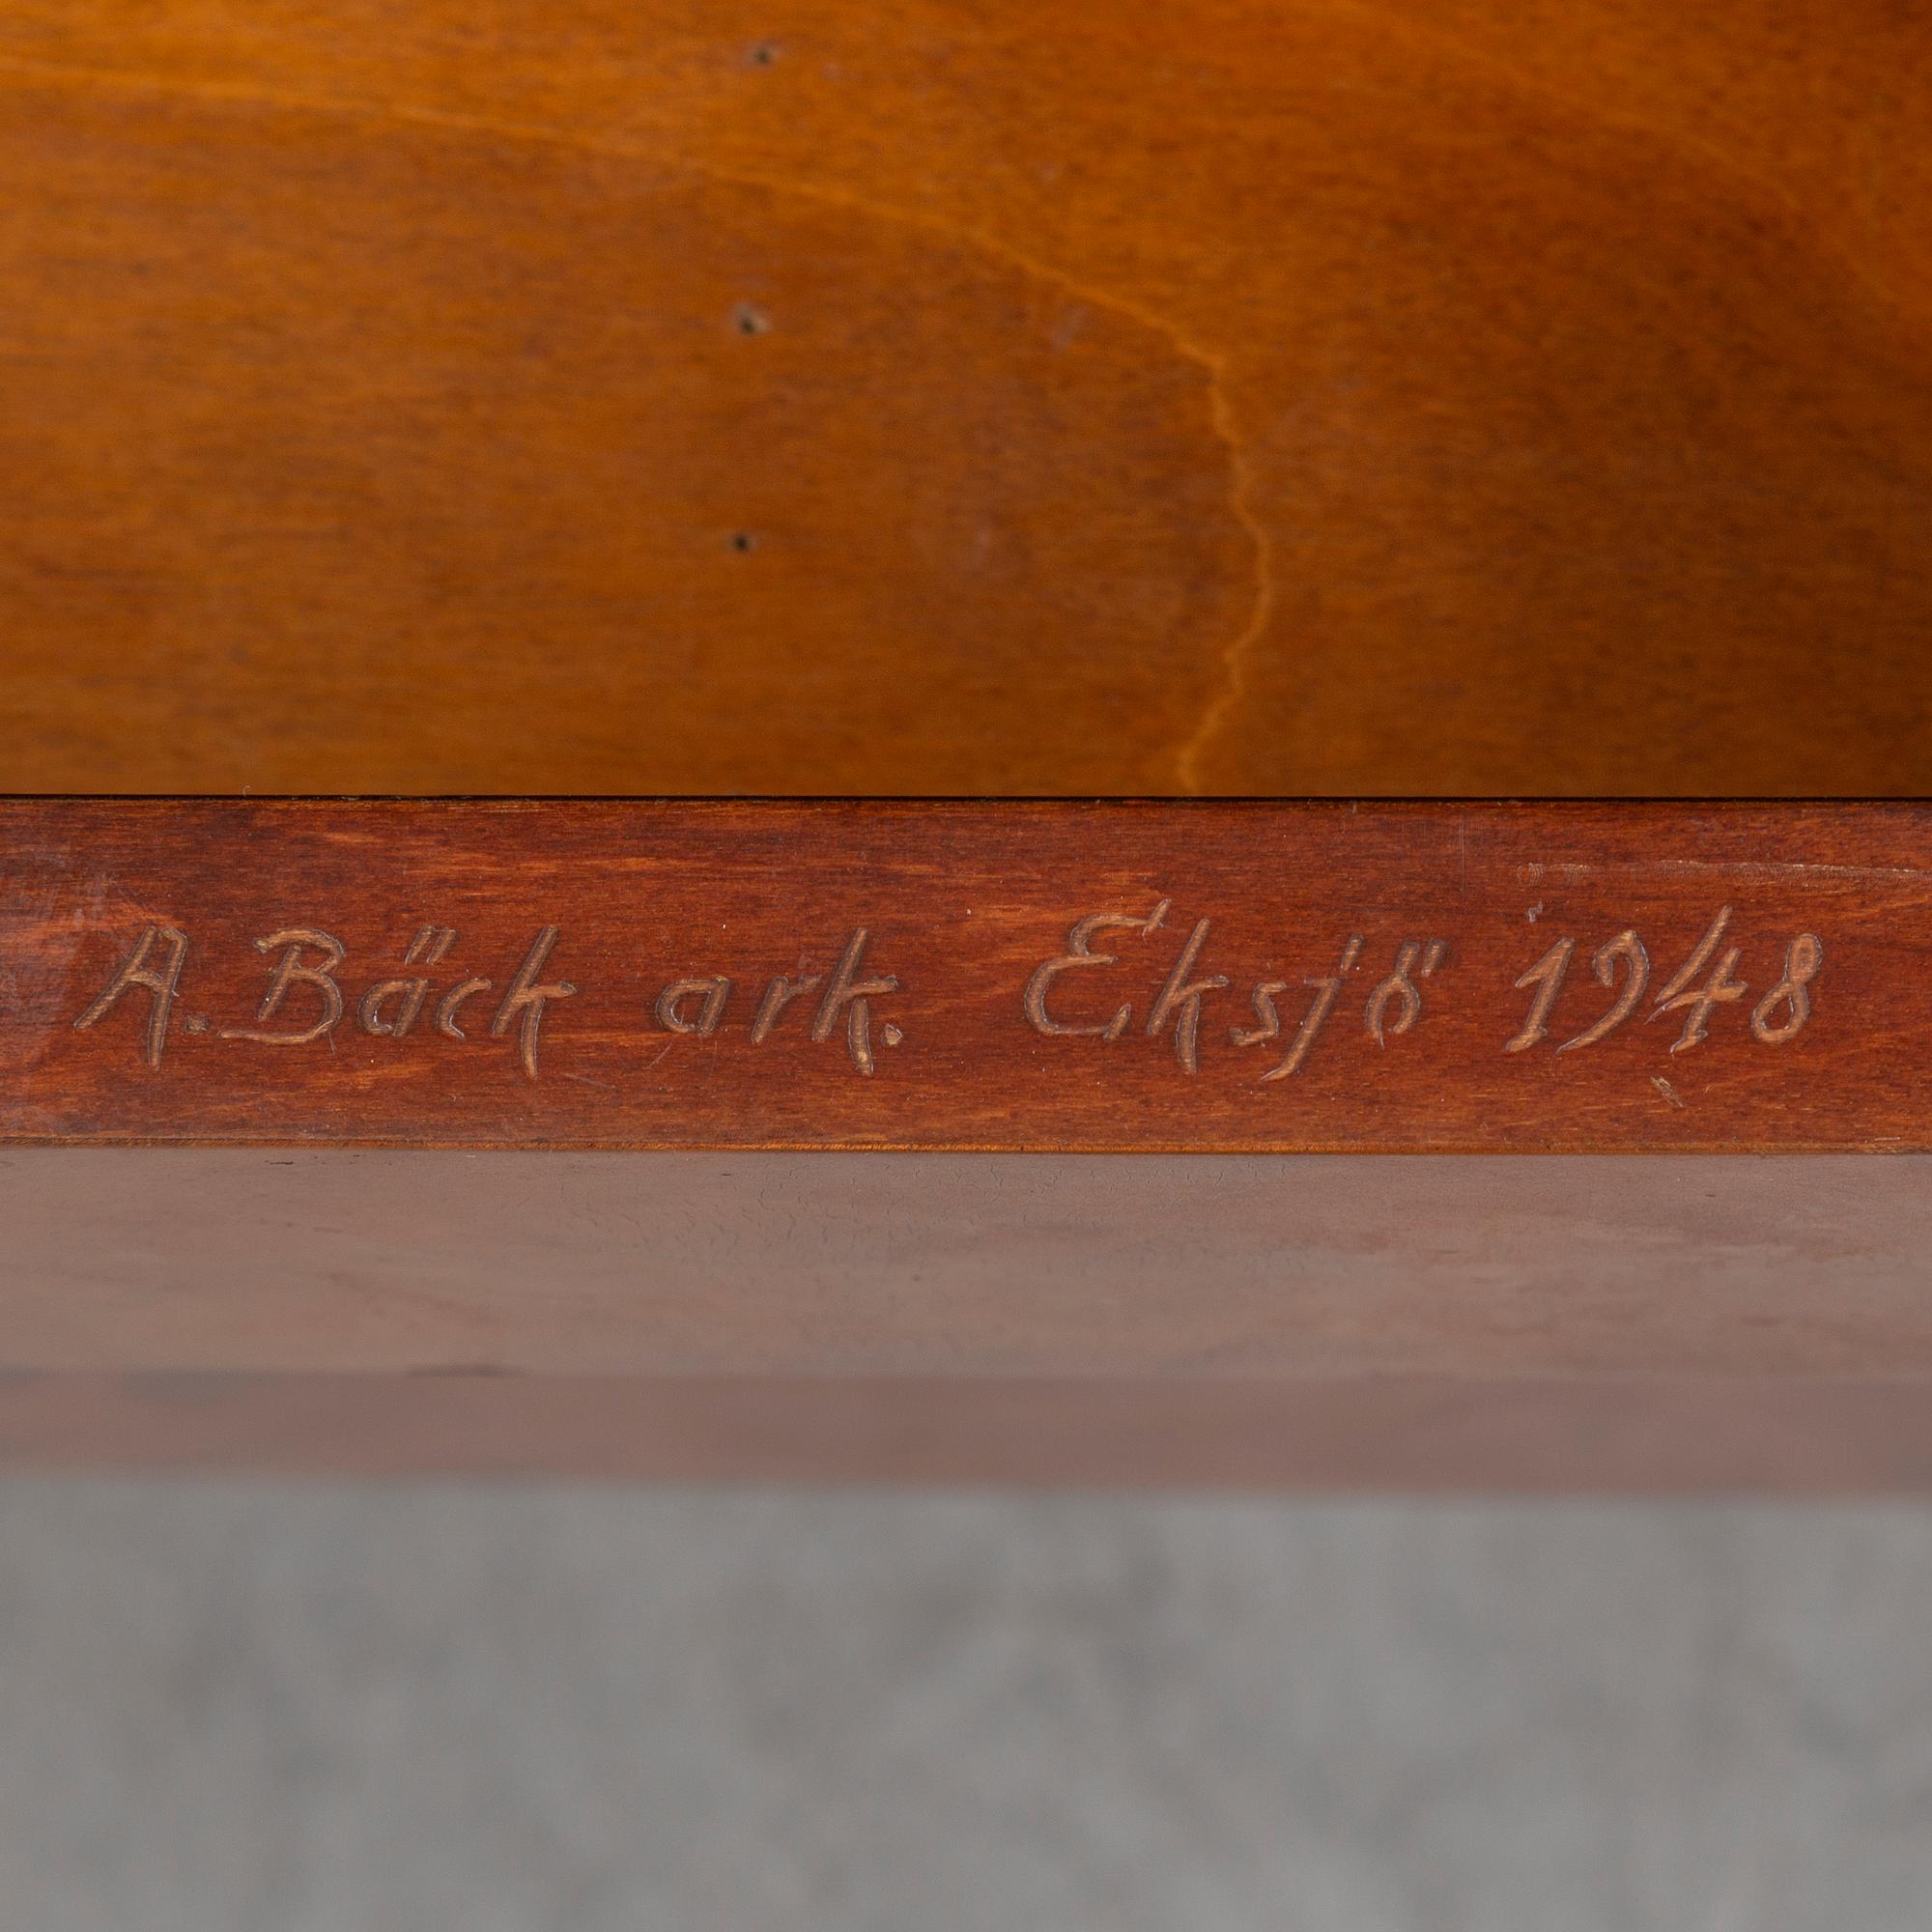 A. Bäck ark. Eksjö 1948